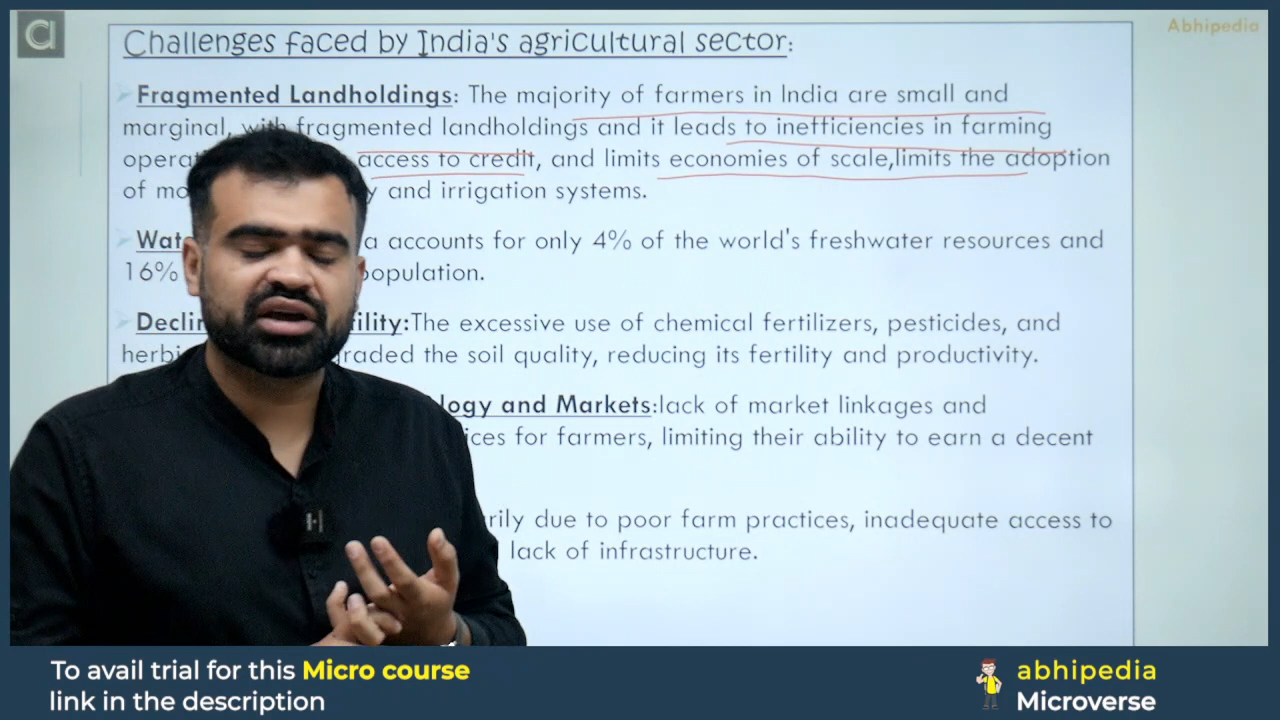 Abhipedia
Challenges faced by India's agricultural sector:
Fragmented Landholdings: The majority of farmers in India are small and
marginal, with fragmented landholdings and it leads to inefficiencies in farming
access to credit, and limits economies of scale,limits the adoption
of and irrigation systems.
accounts for only 4% of the world's freshwater resources and
16% population.
The excessive use of chemical fertilizers, pesticides, and
the soil quality, reducing its fertility and productivity.
and Markets:lack of market linkages and
for farmers, limiting their ability to earn a decent
due to poor farm practices, inadequate access to
lack of infrastructure.
To avail trial for this Micro course
link in the description
abhipedia
Microverse